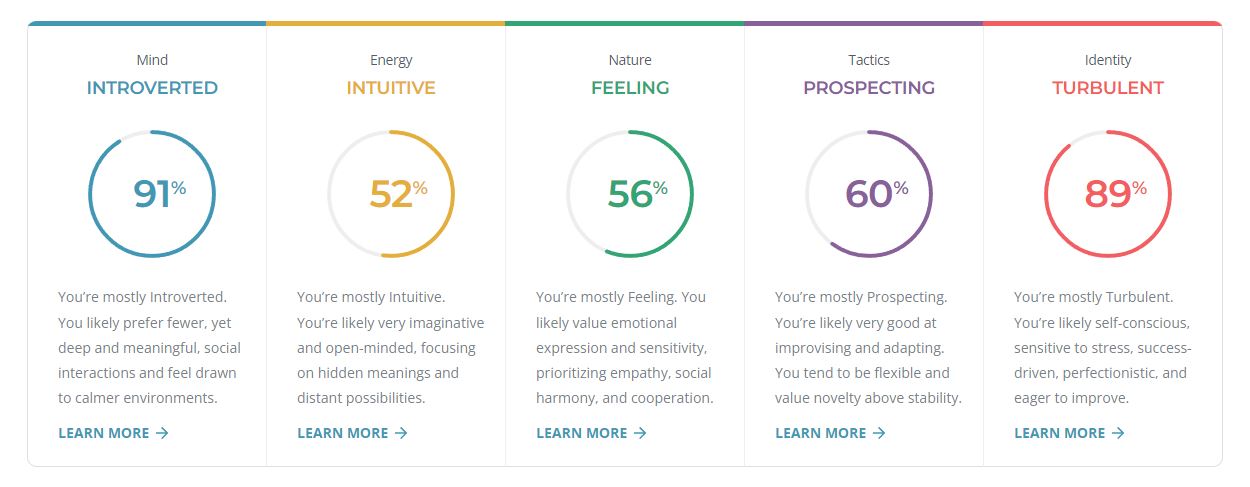 Mind
INTROVERTED
91%
You’re mostly Introverted.
You likely prefer fewer, yet
deep and meaningful, social
interactions and feel drawn
to calmer environments.
LEARN MORE →
Energy
INTUITIVE
52%
You’re mostly Intuitive.
You’re likely very imaginative
and open-minded, focusing
on hidden meanings and
distant possibilities.
LEARN MORE →
Nature
FEELING
56%
You’re mostly Feeling. You
likely value emotional
expression and sensitivity,
prioritizing empathy, social
harmony, and cooperation.
LEARN MORE →
Tactics
PROSPECTING
60%
You’re mostly Prospecting.
You’re likely very good at
improvising and adapting.
You tend to be flexible and
value novelty above stability.
LEARN MORE →
Identity
TURBULENT
89%
You’re mostly Turbulent.
You’re likely self-conscious,
sensitive to stress, success-
driven, perfectionistic, and
eager to improve.
LEARN MORE →